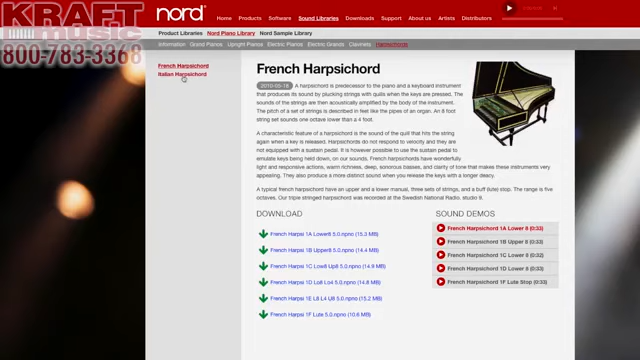 KRAFT
music
800-783-3368
nord
Home Products Software Sound Libraries Downloads Support About us Artists Distributors
Product Libraries Nord Piano Library Nord Sample Library
Information Grand Pianos Upright Pianos Electric Pianos Electric Grands Clavinets Harpsichords
French Harpsichord
Italian Harpsichord
French Harpsichord
2010-05-18 A harpsichord is predecessor to the piano and a keyboard instrument
that produces its sound by plucking strings with quills when the keys are pressed. The
sounds of the strings are then acoustically amplified by the body of the instrument.
The pitch of a set of strings is described in feet like the pipes of an organ. An 8 foot
string set sounds one octave lower than a 4 foot.
A characteristic feature of a harpsichord is the sound of the quill that hits the string
again when a key is released. Harpsichords do not respond to velocity and they are
not equipped with a sustain pedal. It is however possible to use the sustain pedal to
emulate keys being held down, on our sounds. French harpsichords have wonderfully
light and responsive actions, warm richness, deep, sonorous basses, and clarity of tone that makes these instruments very
appealing. They also produce a more distinct sound when you release the keys with a longer decay.
A typical french harpsichord have an upper and a lower manual, three sets of strings, and a buff (lute) stop. The range is five
octaves. Our triple stringed harpsichord was recorded at the Swedish National Radio, studio 9.
DOWNLOAD
French Harpsi 1A Lower8 5.0.npno (15.3 MB)
French Harpsi 1B Upper8 5.0.npno (14.4 MB)
French Harpsi 1C Low8 Up8 5.0.npno (14.9 MB)
French Harpsi 1D Lo8 Lo4 5.0.npno (14.8 MB)
French Harpsi 1E L8 L4 U8 5.0.npno (15.2 MB)
French Harpsi 1F Lute 5.0.npno (10.6 MB)
SOUND DEMOS
French Harpsichord 1A Lower 8 (0:33)
French Harpsichord 1B Upper 8 (0:33)
French Harpsichord 1C Lower 8 (0:32)
French Harpsichord 1D Lower 8 (0:33)
French Harpsichord 1F Lute Stop (0:33)